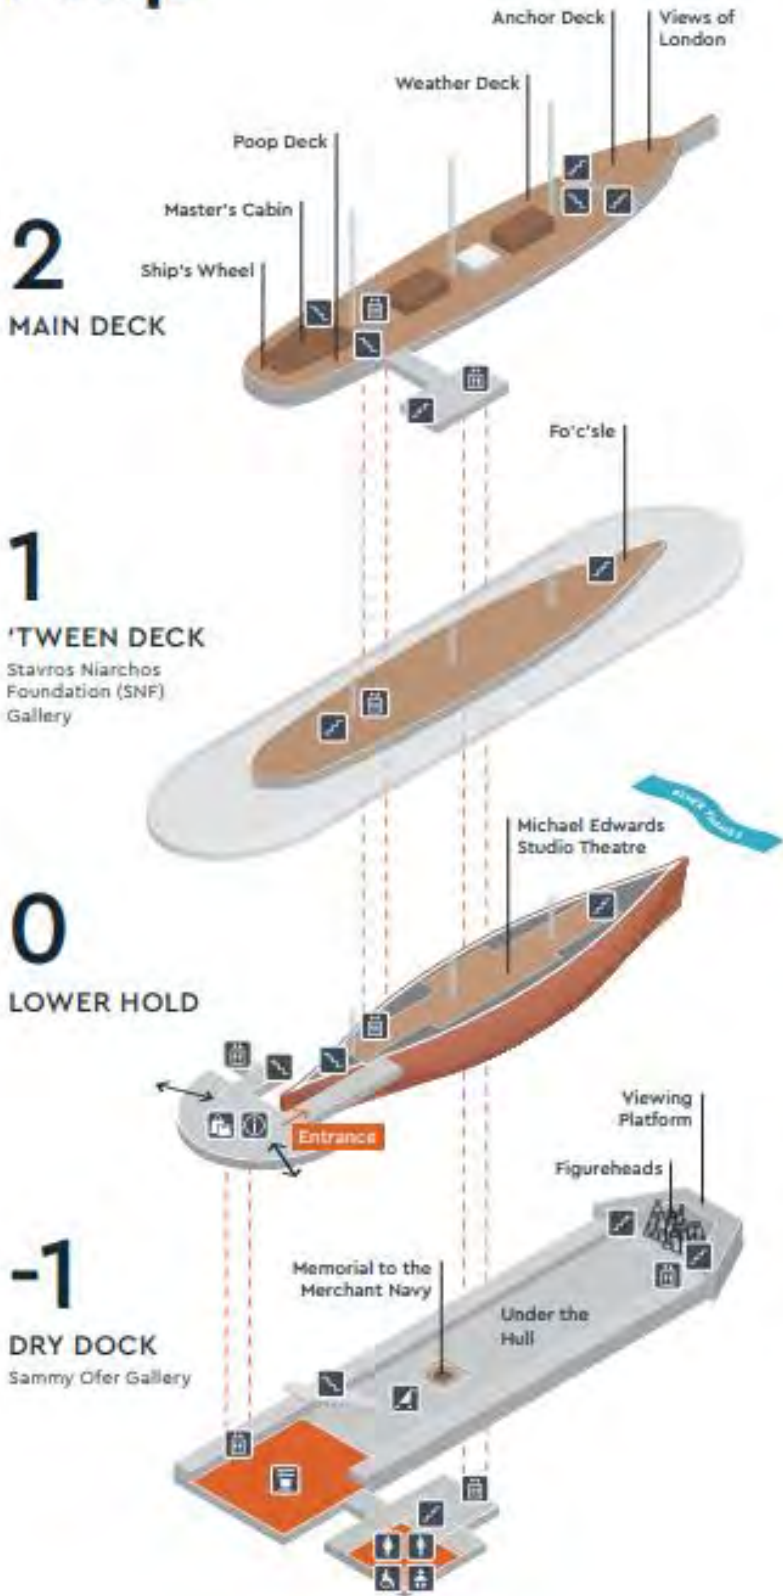 Anchor Deck
Views of
London
Weather Deck
Poop Deck
Master's Cabin
Ship's Wheel
2
MAIN DECK
Fo'c'sle
1
'TWEEN DECK
Stavros Niarchos
Foundation (SNF)
Gallery
RIVER THAMES
Michael Edwards
Studio Theatre
0
LOWER HOLD
Entrance
Viewing
Platform
Figureheads
-1
DRY DOCK
Sammy Ofer Gallery
Memorial to the
Merchant Navy
Under the
Hull